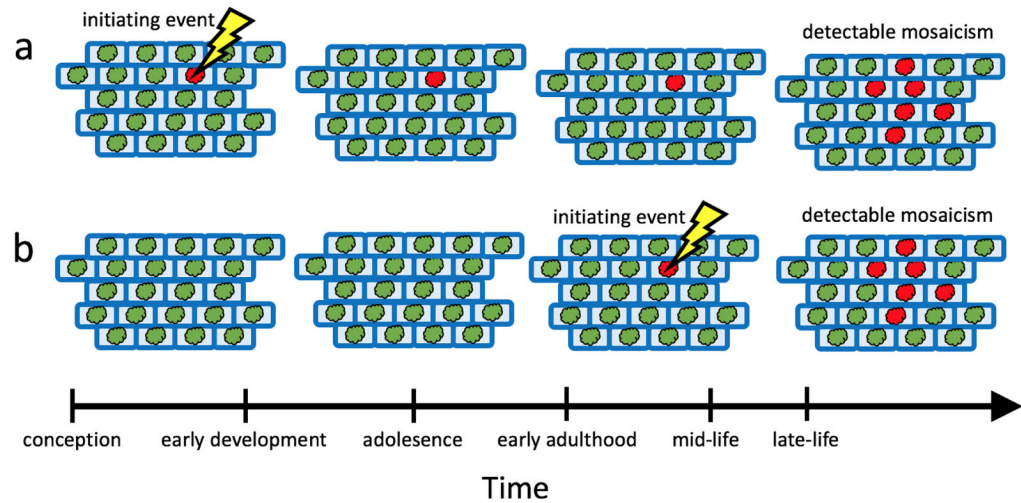 initiating event
a
detectable mosaicism
initiating event
detectable mosaicism
b
conception
early development
adolesence
early adulthood
mid-life
late-life
Time